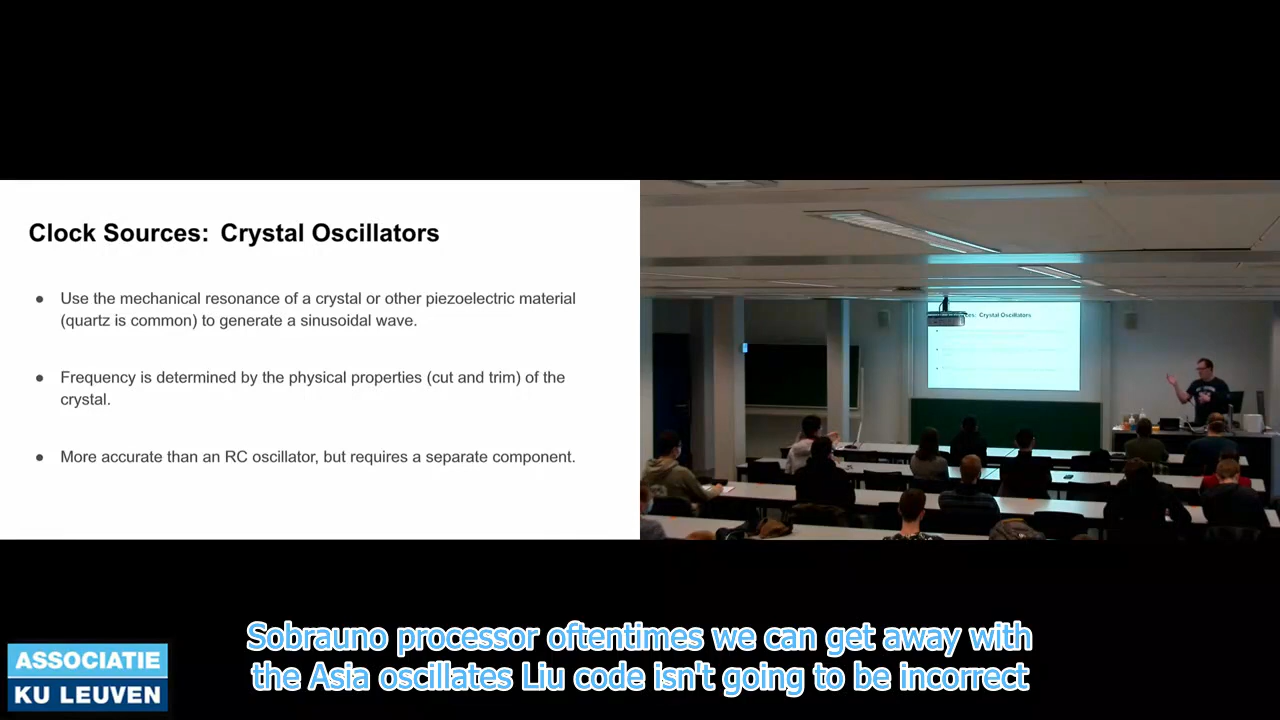 Clock Sources: Crystal Oscillators
● Use the mechanical resonance of a crystal or other piezoelectric material
(quartz is common) to generate a sinusoidal wave.
● Frequency is determined by the physical properties (cut and trim) of the
crystal.
● More accurate than an RC oscillator, but requires a separate component.
Crystal Oscillators
Sobrauno processor oftentimes we can get away with
the Asia oscillates Liu code isn't going to be incorrect
ASSOCIATIE
KU LEUVEN